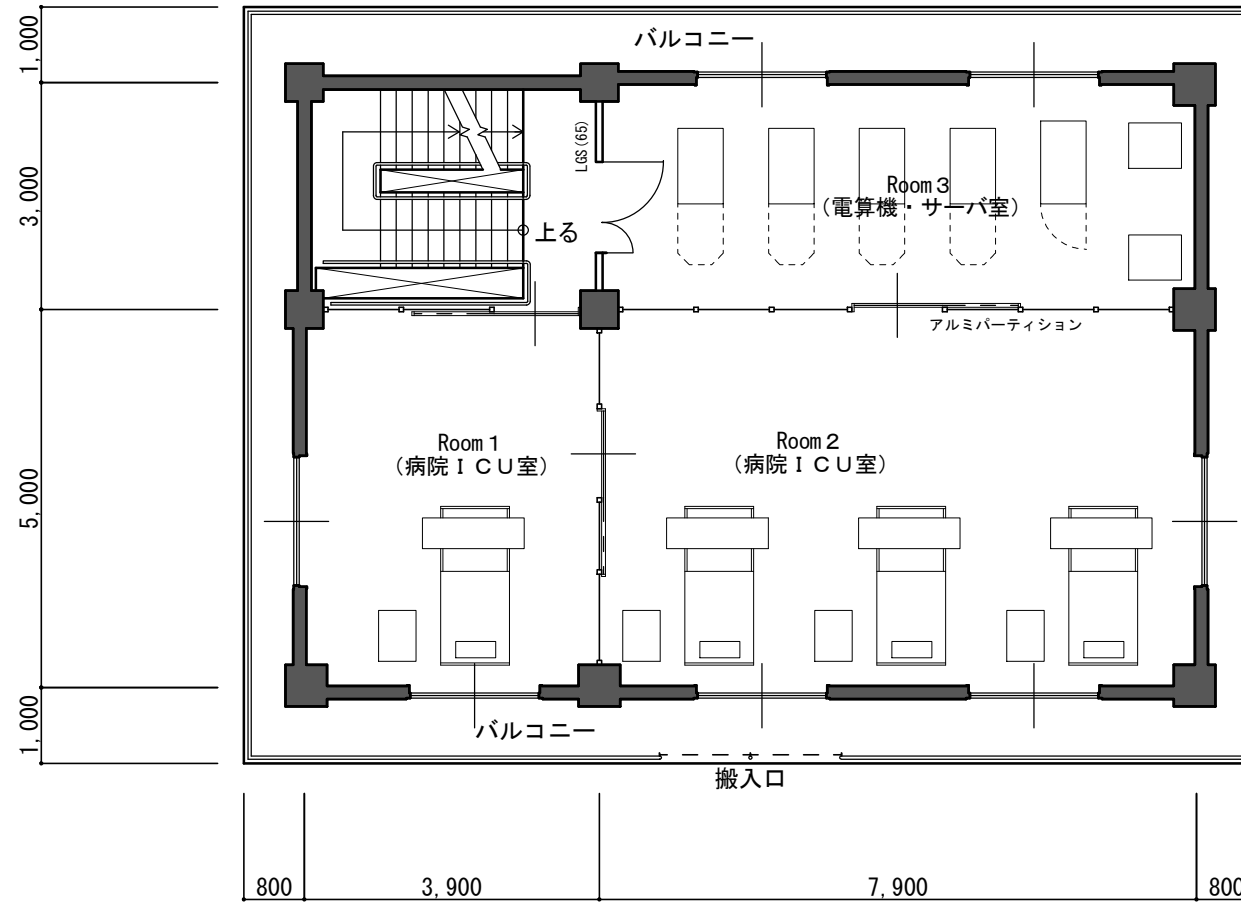 1,000
バルコニー
3,000
LGS(65)
Room3
(電算機・サーバ室)
上る
アルミパーティション
5,000
Room1
(病院ICU室)
Room2
(病院ICU室)
1,000
バルコニー
搬入口
800
3,900
7,900
800